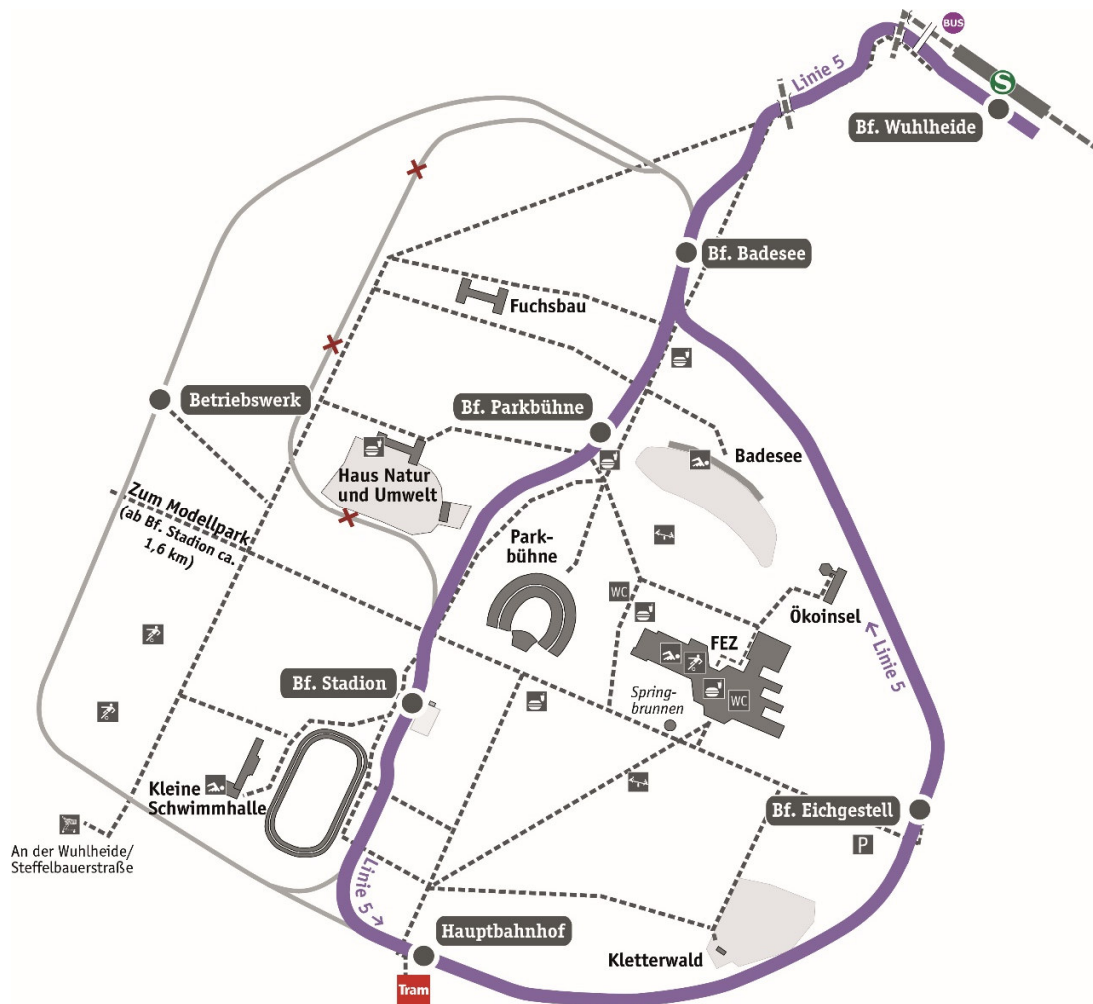 BUS
Linie 5
S
Bf. Wuhlheide
Bf. Badesee
Fuchsbau
Betriebswerk
Bf. Parkbühne
Badesee
Haus Natur
und Umwelt
Zum Modellpark
(ab Bf. Stadion ca.
1,6 km)
Park-
bühne
WC
Ökoinsel
FEZ
← Linie 5
Bf. Stadion
Spring-
brunnen
WC
Kleine
Schwimmhalle
Bf. Eichgestell
P
An der Wuhlheide/
Steffelbauerstraße
Linie 5 →
Hauptbahnhof
Kletterwald
Tram